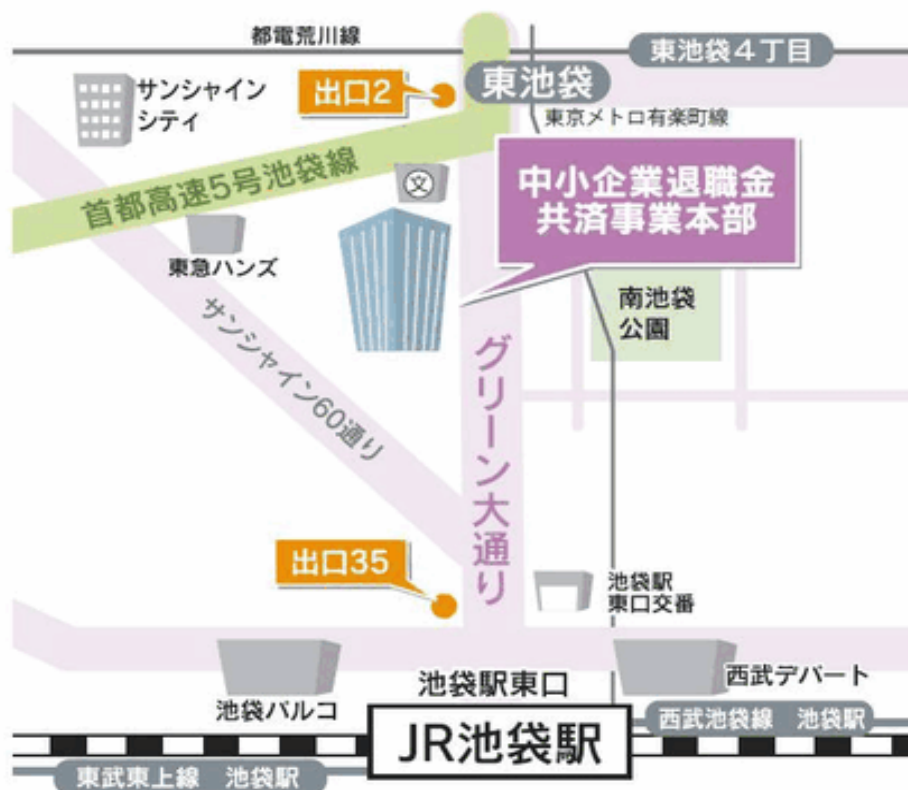 都電荒川線
東池袋4丁目
サンシャイン
シティ
出口2
東池袋
東京メトロ有楽町線
首都高速5号池袋線
文
中小企業退職金
共済事業本部
東急ハンズ
南池袋
公園
サンシャイン60通り
グリーン大通り
出口35
池袋駅
東口交番
池袋パルコ
池袋駅東口
西武デパート
JR池袋駅
西武池袋線 池袋駅
東武東上線 池袋駅